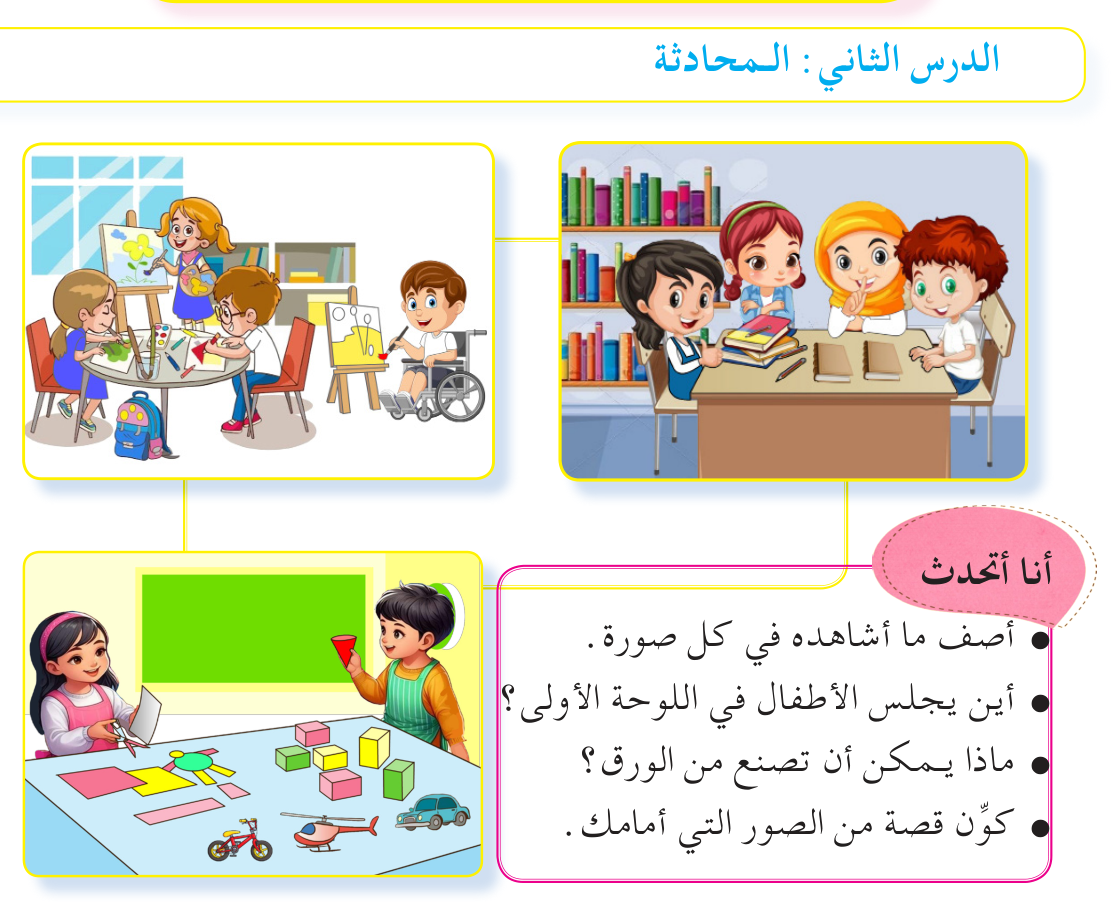 الدرس الثاني : المحادثة
أنا أتحدث
● أصف ما أشاهده في كل صورة .
● أين يجلس الأطفال في اللوحة الأولى ؟
● ماذا يمكن أن تصنع من الورق ؟
● كوِّن قصة من الصور التي أمامك .